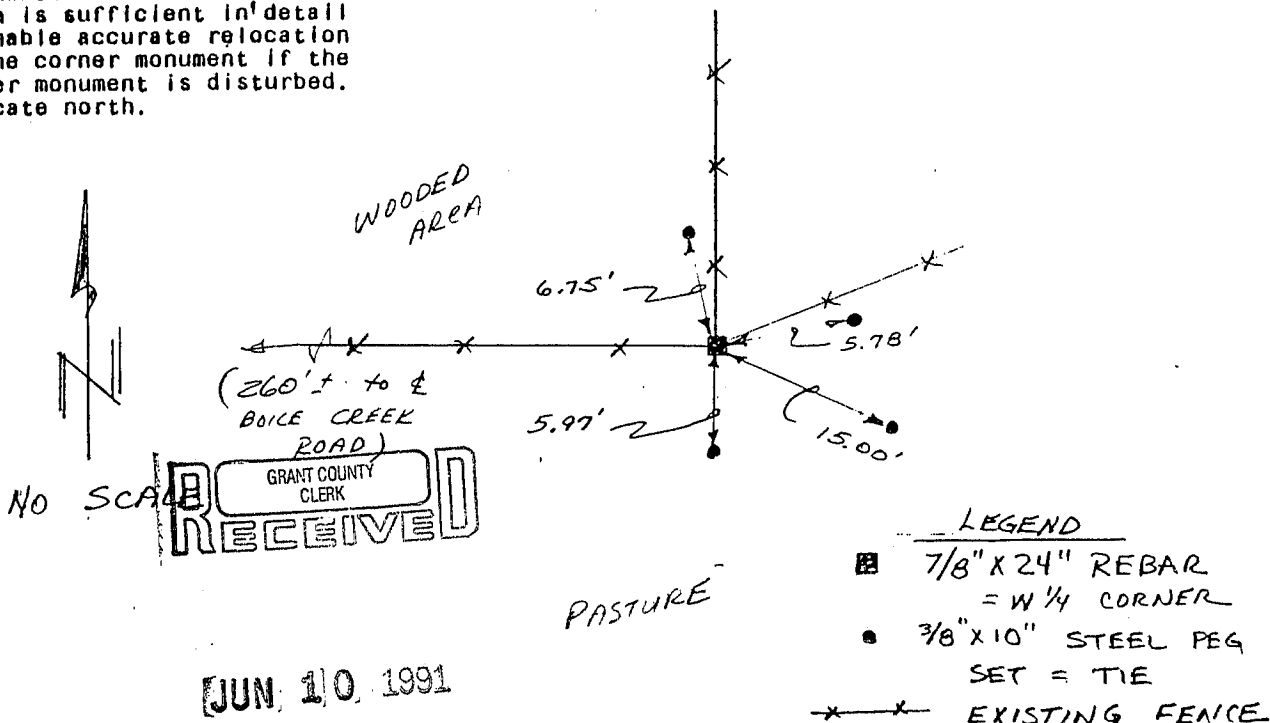 is sufficient in detail
able accurate relocation
corner monument if the
monument is disturbed.
north.
WOODED
AREA
6.75'
5.78'
(260'± to ℄
BOICE CREEK
ROAD)
5.97'
15.00'
N
NO SCALE
GRANT COUNTY
CLERK
RECEIVED
PASTURE
JUN 10 1991
LEGEND
7/8" X 24" REBAR
= W 1/4 CORNER
3/8" X 10" STEEL PEG
SET = TIE
EXISTING FENCE